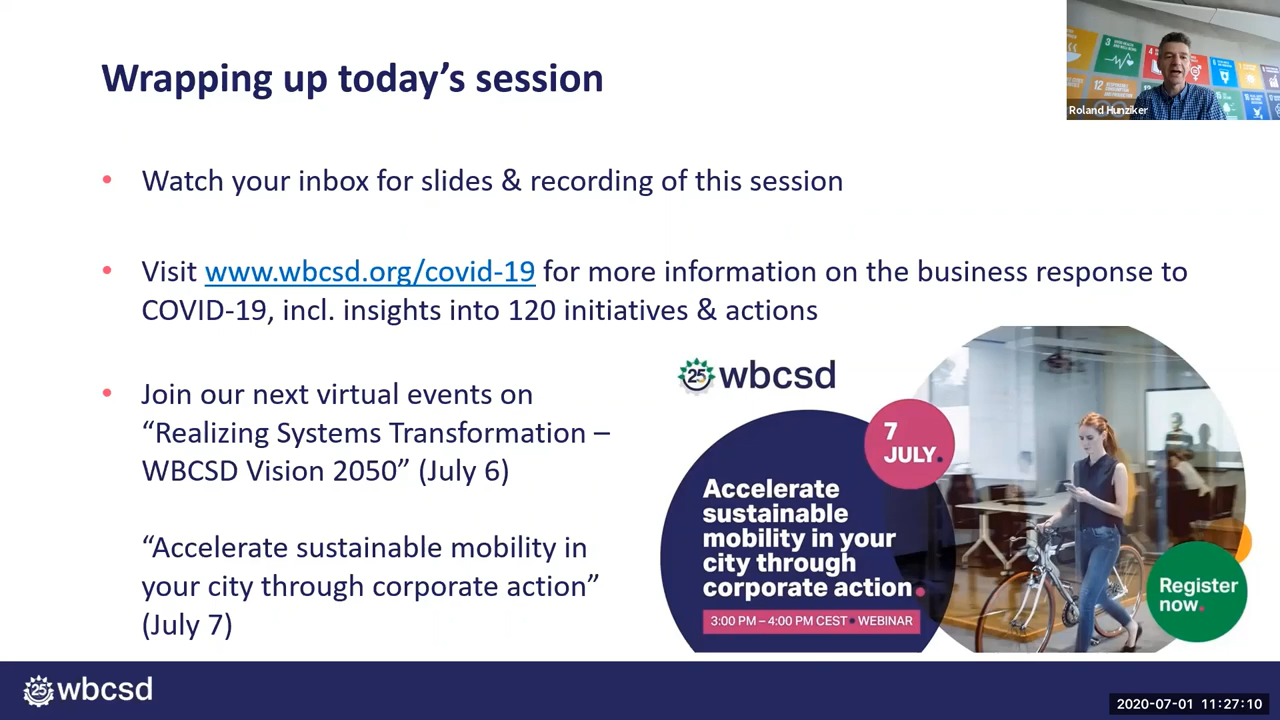 Wrapping up today’s session
Roland Hunziker
• Watch your inbox for slides & recording of this session
• Visit www.wbcsd.org/covid-19 for more information on the business response to
COVID-19, incl. insights into 120 initiatives & actions
• Join our next virtual events on
“Realizing Systems Transformation –
WBCSD Vision 2050” (July 6)
“Accelerate sustainable mobility in
your city through corporate action”
(July 7)
25 wbcsd
7
JULY.
Accelerate
sustainable
mobility in your
city through
corporate action.
3:00 PM – 4:00 PM CEST • WEBINAR
Register
now.
25 wbcsd
2020-07-01 11:27:10